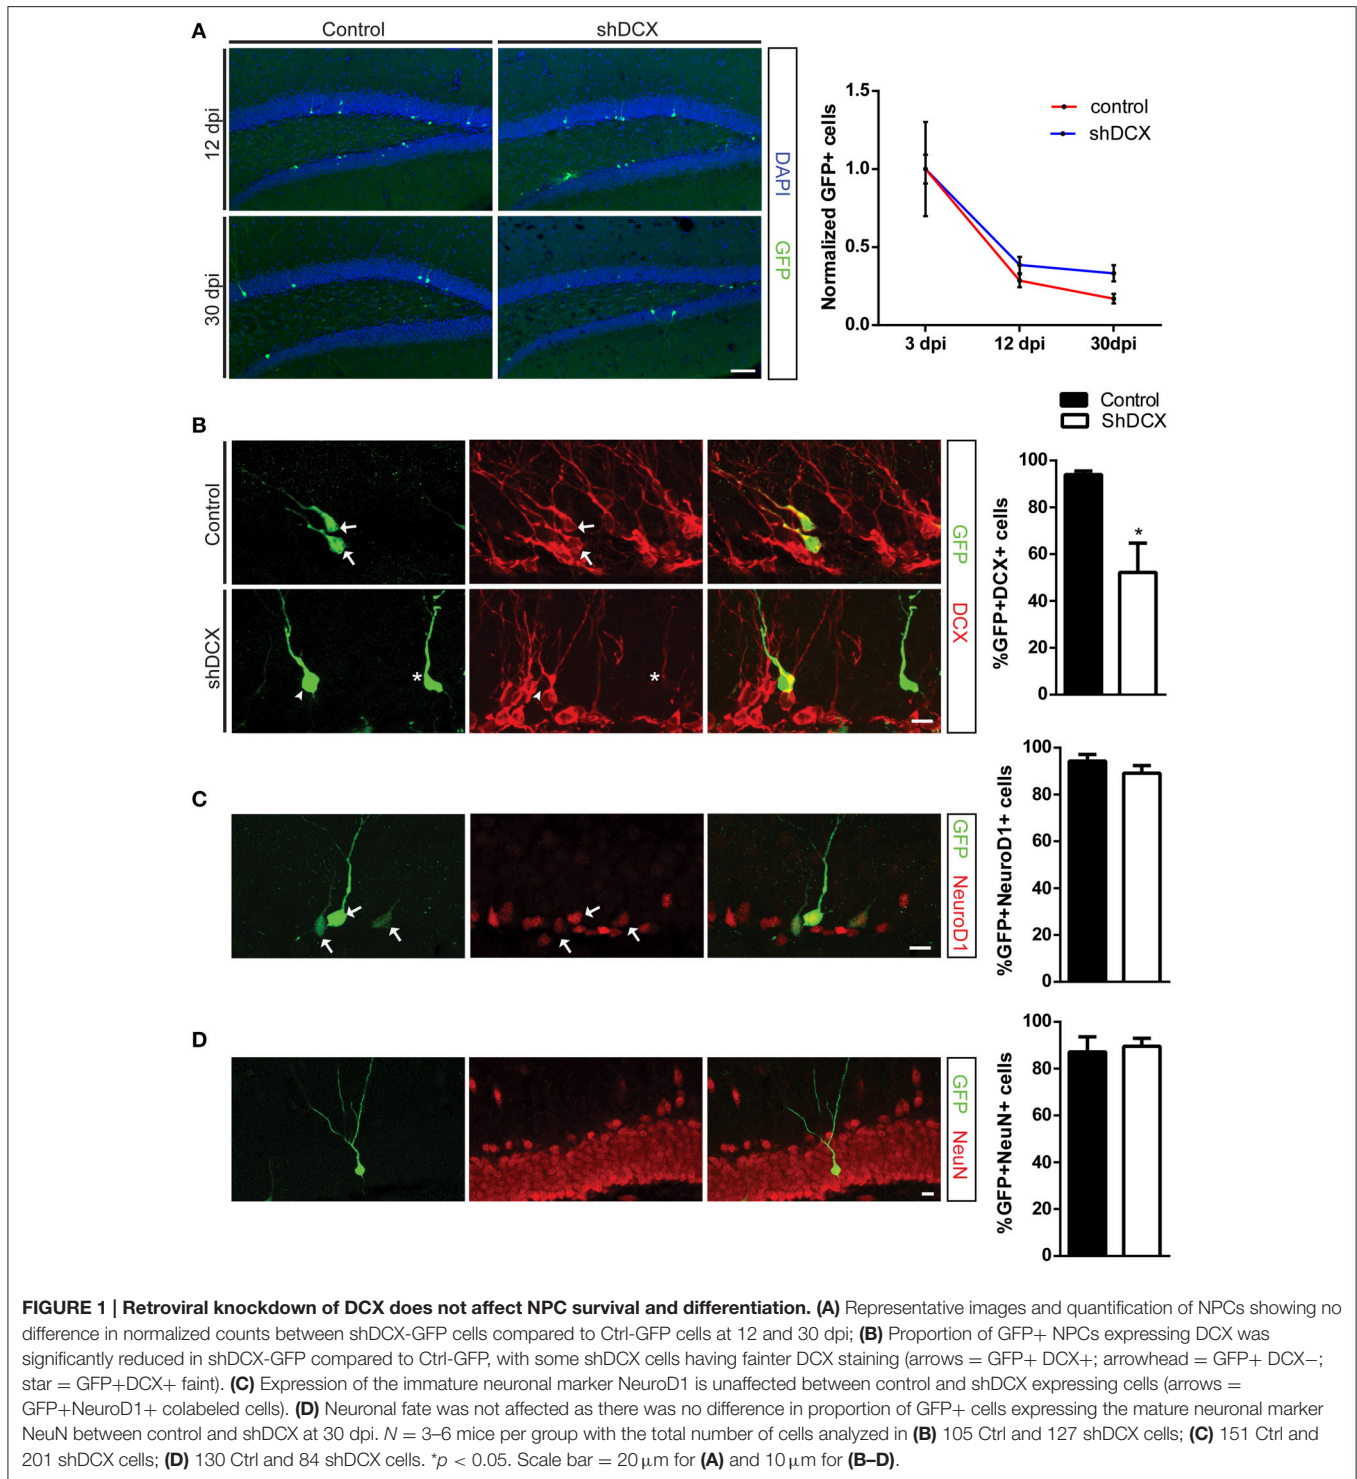 A
Control
shDCX
12 dpi
30 dpi
DAPI
GFP
Normalized GFP+ cells
1.5
1.0
0.5
0.0
3 dpi
12 dpi
30dpi
control
shDCX
B
Control
shDCX
*
*
GFP
DCX
Control
ShDCX
%GFP+DCX+ cells
100
80
60
40
20
0
*
C
GFP
NeuroD1
%GFP+NeuroD1+ cells
100
80
60
40
20
0
D
GFP
NeuN
%GFP+NeuN+ cells
100
80
60
40
20
0
FIGURE 1 | Retroviral knockdown of DCX does not affect NPC survival and differentiation. (A) Representative images and quantification of NPCs showing no
difference in normalized counts between shDCX-GFP cells compared to Ctrl-GFP cells at 12 and 30 dpi; (B) Proportion of GFP+ NPCs expressing DCX was
significantly reduced in shDCX-GFP compared to Ctrl-GFP, with some shDCX cells having fainter DCX staining (arrows = GFP+ DCX+; arrowhead = GFP+ DCX−;
star = GFP+DCX+ faint). (C) Expression of the immature neuronal marker NeuroD1 is unaffected between control and shDCX expressing cells (arrows =
GFP+NeuroD1+ colabeled cells). (D) Neuronal fate was not affected as there was no difference in proportion of GFP+ cells expressing the mature neuronal marker
NeuN between control and shDCX at 30 dpi. N = 3–6 mice per group with the total number of cells analyzed in (B) 105 Ctrl and 127 shDCX cells; (C) 151 Ctrl and
201 shDCX cells; (D) 130 Ctrl and 84 shDCX cells. *p < 0.05. Scale bar = 20 μm for (A) and 10 μm for (B–D).